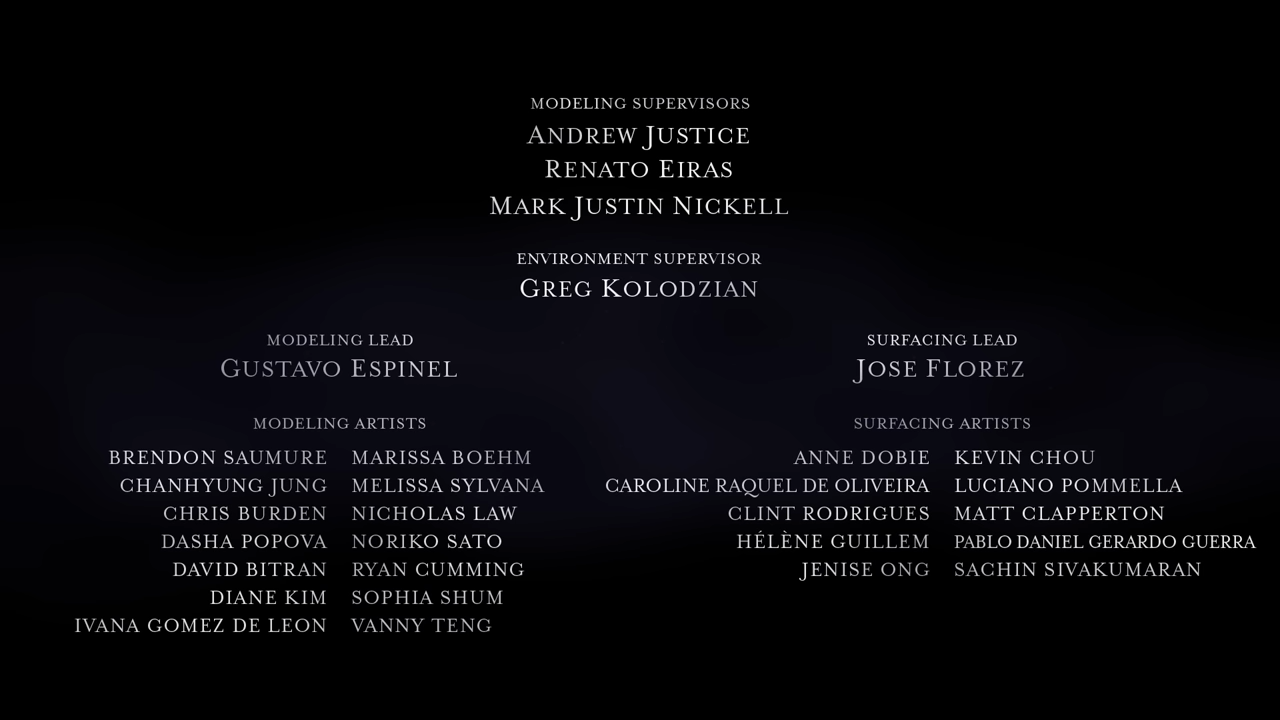 MODELING SUPERVISORS
ANDREW JUSTICE
RENATO EIRAS
MARK JUSTIN NICKELL
ENVIRONMENT SUPERVISOR
GREG KOLODZIAN
MODELING LEAD
GUSTAVO ESPINEL
MODELING ARTISTS
BRENDON SAUMURE MARISSA BOEHM
CHANHYUNG JUNG MELISSA SYLVANA
CHRIS BURDEN NICHOLAS LAW
DASHA POPOVA NORIKO SATO
DAVID BITRAN RYAN CUMMING
DIANE KIM SOPHIA SHUM
IVANA GOMEZ DE LEON VANNY TENG
SURFACING LEAD
JOSE FLOREZ
SURFACING ARTISTS
ANNE DOBIE KEVIN CHOU
CAROLINE RAQUEL DE OLIVEIRA LUCIANO POMMELLA
CLINT RODRIGUES MATT CLAPPERTON
HÉLÈNE GUILLEM PABLO DANIEL GERARDO GUERRA
JENISE ONG SACHIN SIVAKUMARAN